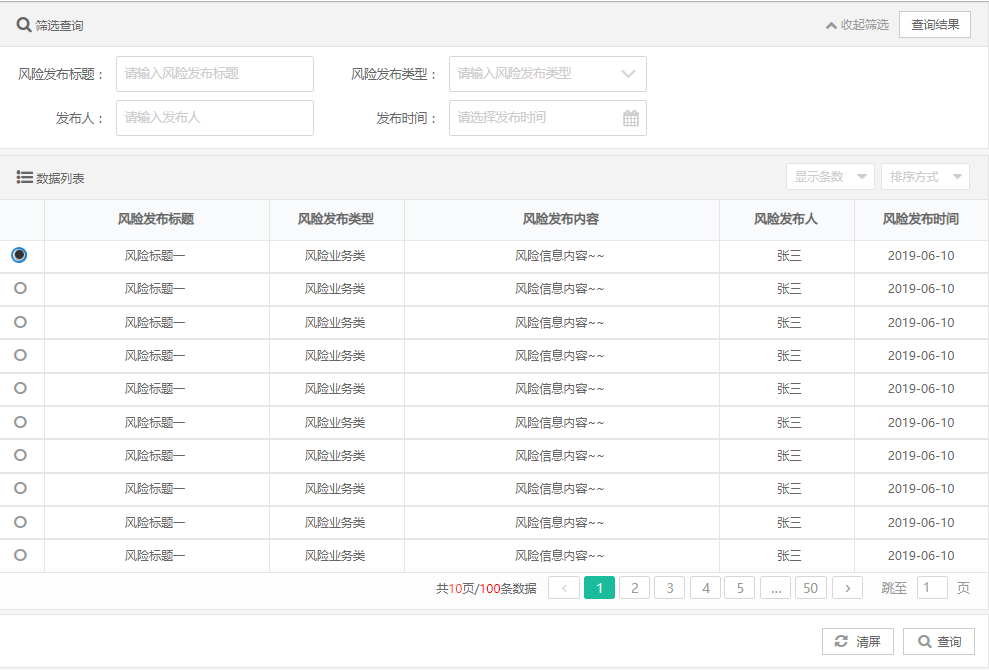 筛选查询 收起筛选 查询结果
风险发布标题： 请输入风险发布标题 风险发布类型： 请输入风险发布类型
发布人： 请输入发布人 发布时间： 请选择发布时间
数据列表 显示条数 排序方式
风险发布标题 风险发布类型 风险发布内容 风险发布人 风险发布时间
风险标题一 风险业务类 风险信息内容~~ 张三 2019-06-10
风险标题一 风险业务类 风险信息内容~~ 张三 2019-06-10
风险标题一 风险业务类 风险信息内容~~ 张三 2019-06-10
风险标题一 风险业务类 风险信息内容~~ 张三 2019-06-10
风险标题一 风险业务类 风险信息内容~~ 张三 2019-06-10
风险标题一 风险业务类 风险信息内容~~ 张三 2019-06-10
风险标题一 风险业务类 风险信息内容~~ 张三 2019-06-10
风险标题一 风险业务类 风险信息内容~~ 张三 2019-06-10
风险标题一 风险业务类 风险信息内容~~ 张三 2019-06-10
风险标题一 风险业务类 风险信息内容~~ 张三 2019-06-10
共10页/100条数据 < 1 2 3 4 5 ... 50 > 跳至 1 页
清屏 查询